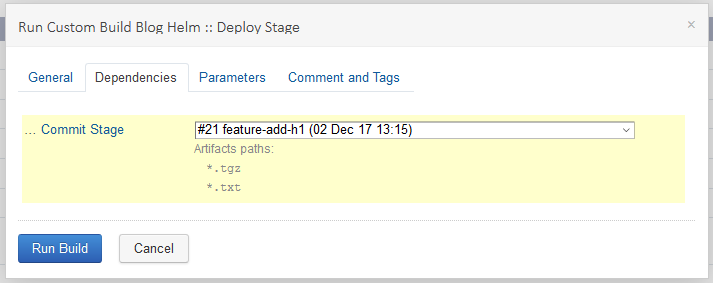 Run Custom Build Blog Helm :: Deploy Stage ×
General Dependencies Parameters Comment and Tags
... Commit Stage #21 feature-add-h1 (02 Dec 17 13:15)
Artifacts paths:
*.tgz
*.txt
Run Build Cancel